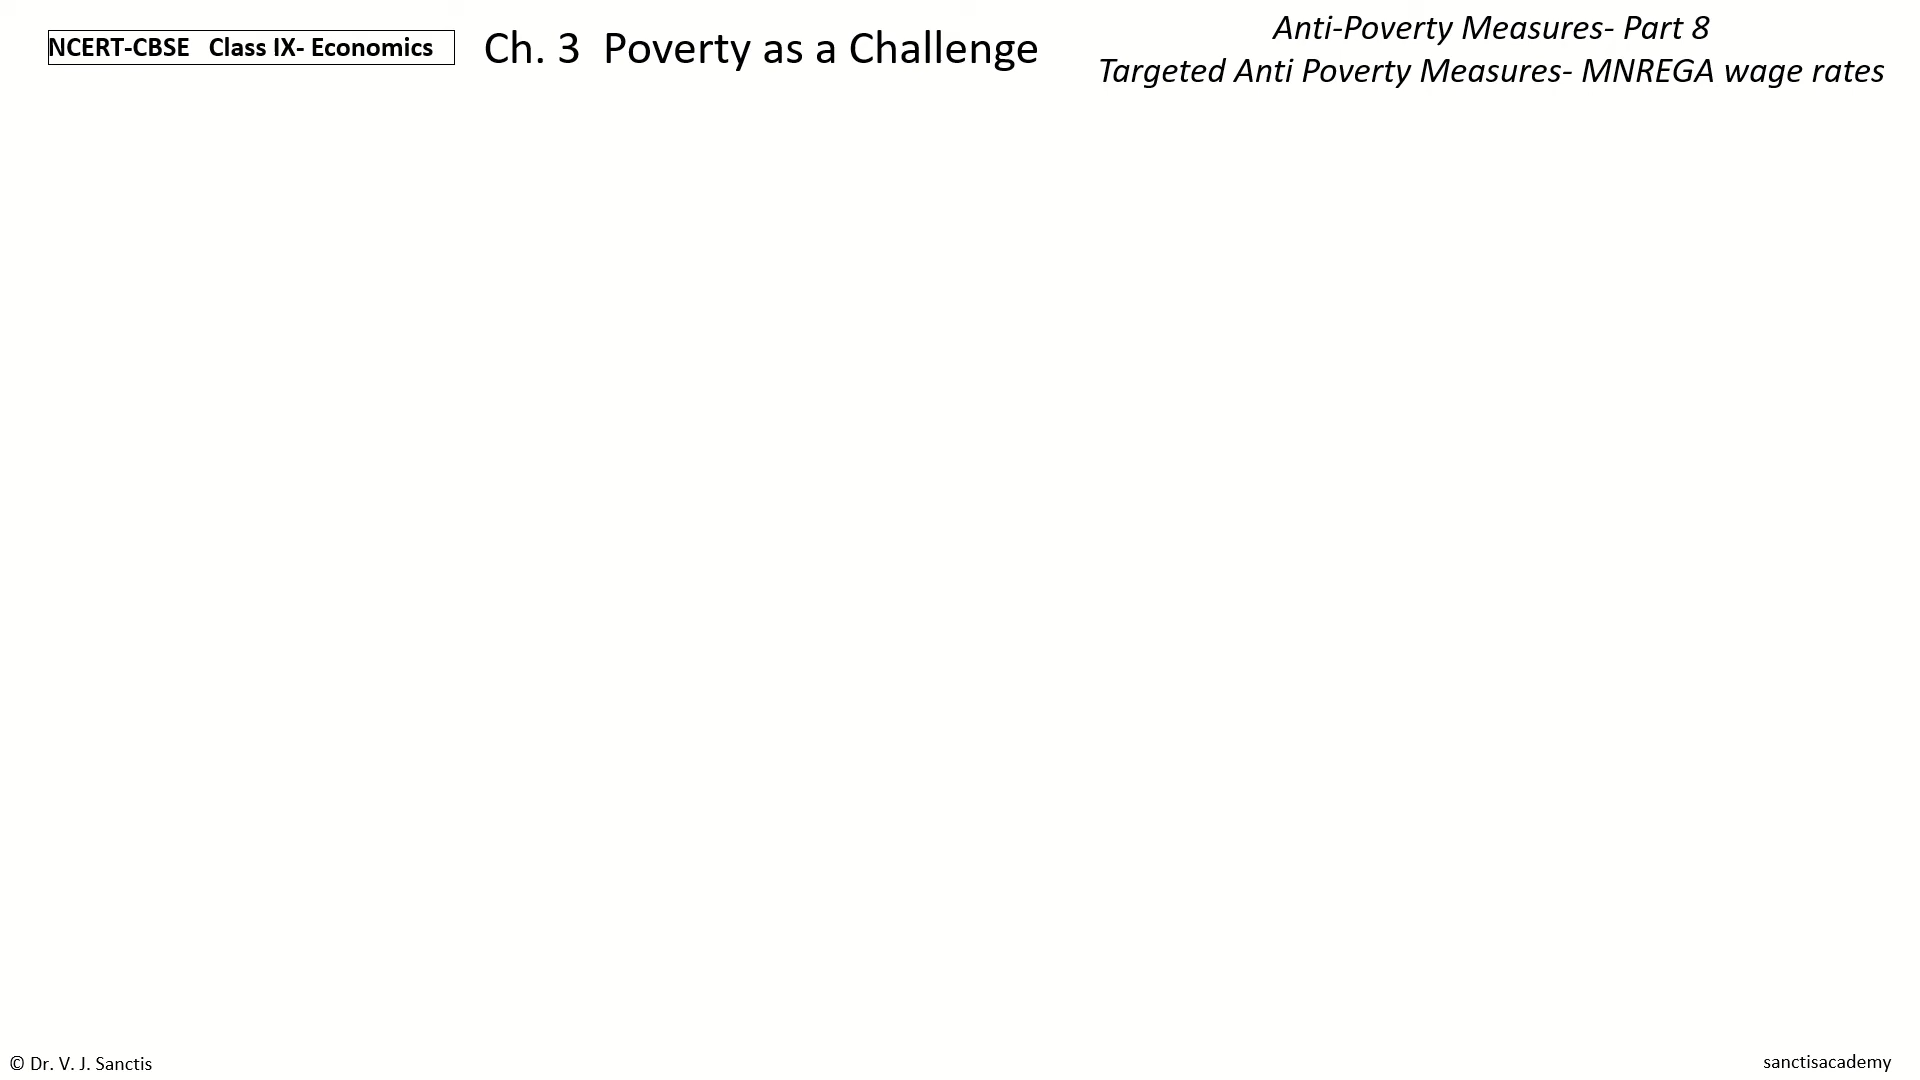 NCERT-CBSE   Class IX- Economics
Ch. 3  Poverty as a Challenge
Anti-Poverty Measures- Part 8
Targeted Anti Poverty Measures- MNREGA wage rates
© Dr. V. J. Sanctis
sanctisacademy